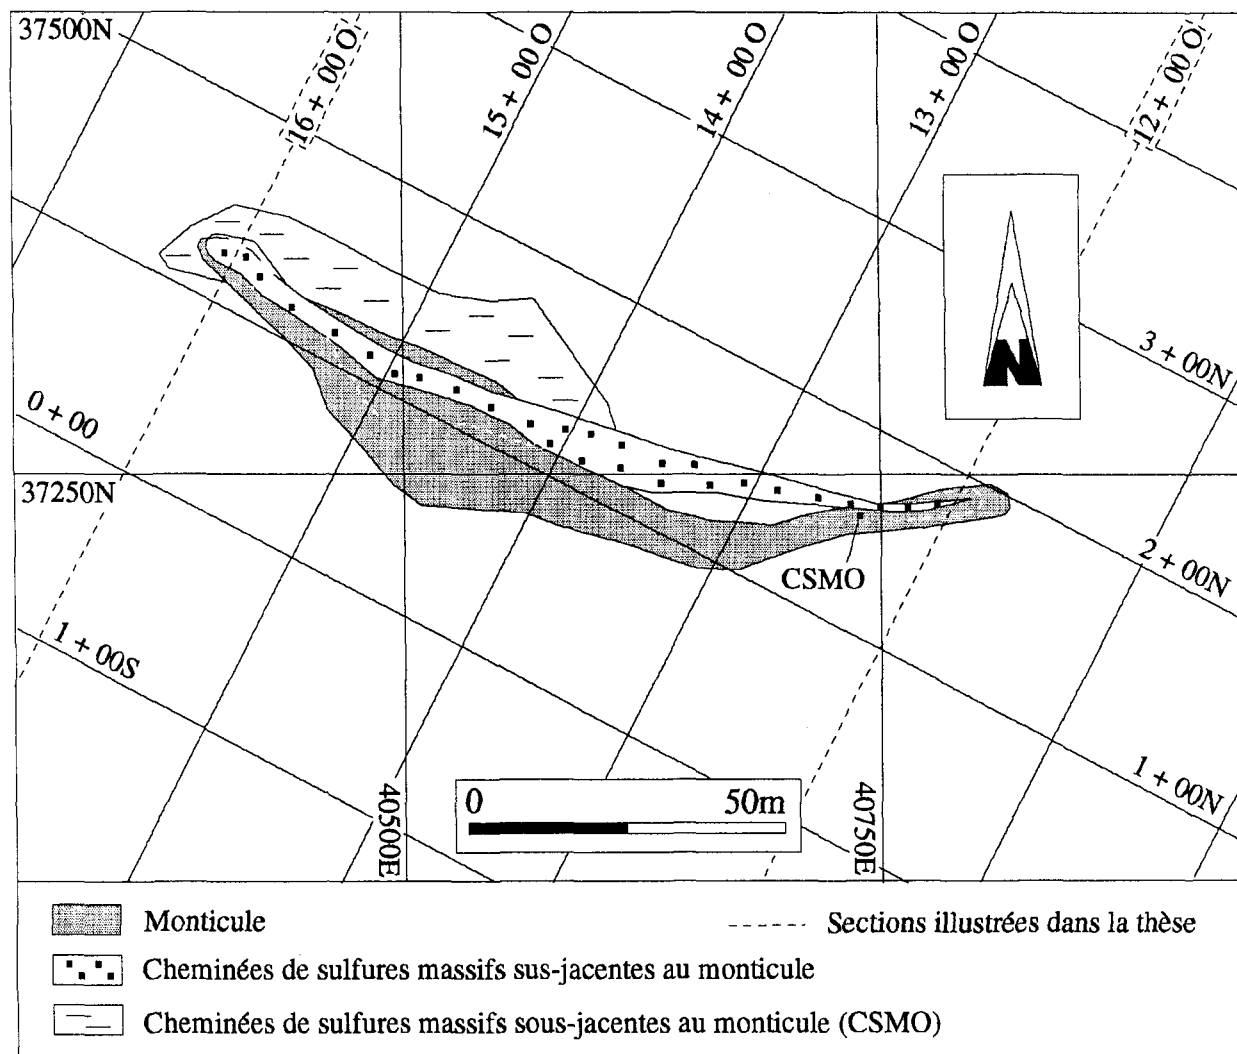 37500N
16 + 00 O
15 + 00 O
14 + 00 O
13 + 00 O
12 + 00 O
N
3 + 00N
0 + 00
37250N
2 + 00N
CSMO
1 + 00S
1 + 00N
40500E
40750E
0 50m
Monticule
Sections illustrées dans la thèse
Cheminées de sulfures massifs sus-jacentes au monticule
Cheminées de sulfures massifs sous-jacentes au monticule (CSMO)